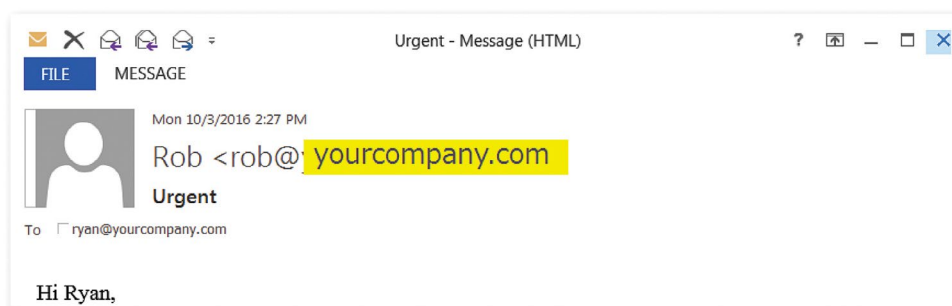 Urgent - Message (HTML)
?
FILE MESSAGE
Mon 10/3/2016 2:27 PM
Rob <rob@yourcompany.com
Urgent
To ryan@yourcompany.com
Hi Ryan,